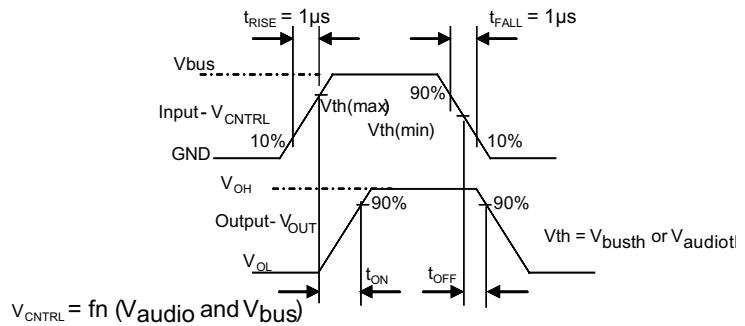 tRISE = 1µs
tFALL = 1µs
Vbus
Vth(max)
90%
Input- VCNTRL
Vth(min)
10%
10%
GND
VOH
90%
90%
Output- VOUT
Vth = Vbusth or Vaudiot
VOL
tON
tOFF
VCNTRL = fn (Vaudio and Vbus)